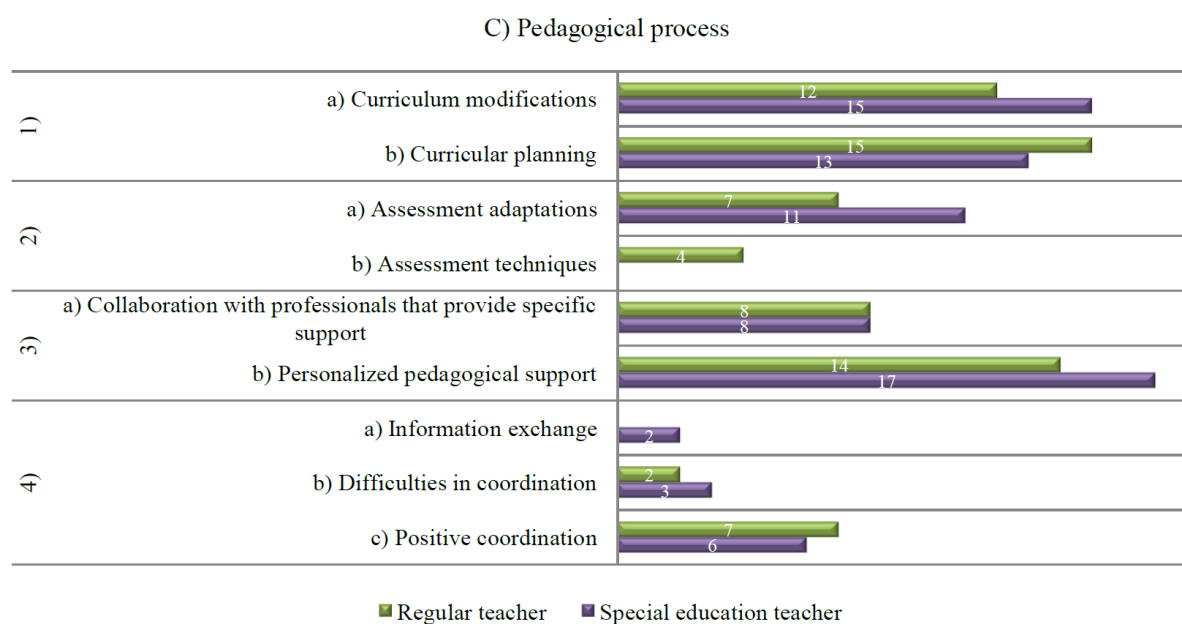 C) Pedagogical process
1)
a) Curriculum modifications
12
15
b) Curricular planning
15
13
2)
a) Assessment adaptations
7
11
b) Assessment techniques
4
3)
a) Collaboration with professionals that provide specific
support
8
8
b) Personalized pedagogical support
14
17
4)
a) Information exchange
2
b) Difficulties in coordination
2
3
c) Positive coordination
7
6
Regular teacher
Special education teacher